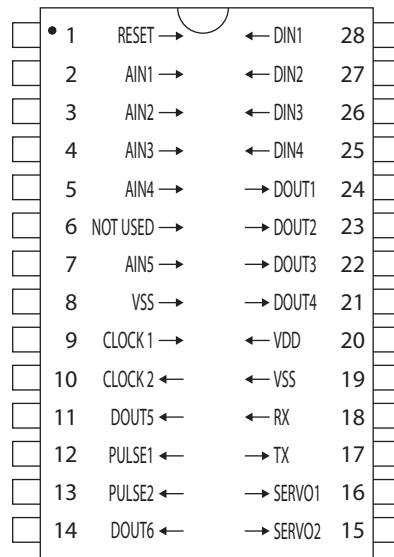 1 RESET DIN1 28
2 AIN1 DIN2 27
3 AIN2 DIN3 26
4 AIN3 DIN4 25
5 AIN4 DOUT1 24
6 NOT USED DOUT2 23
7 AIN5 DOUT3 22
8 VSS DOUT4 21
9 CLOCK 1 VDD 20
10 CLOCK 2 VSS 19
11 DOUT5 RX 18
12 PULSE1 TX 17
13 PULSE2 SERVO1 16
14 DOUT6 SERVO2 15